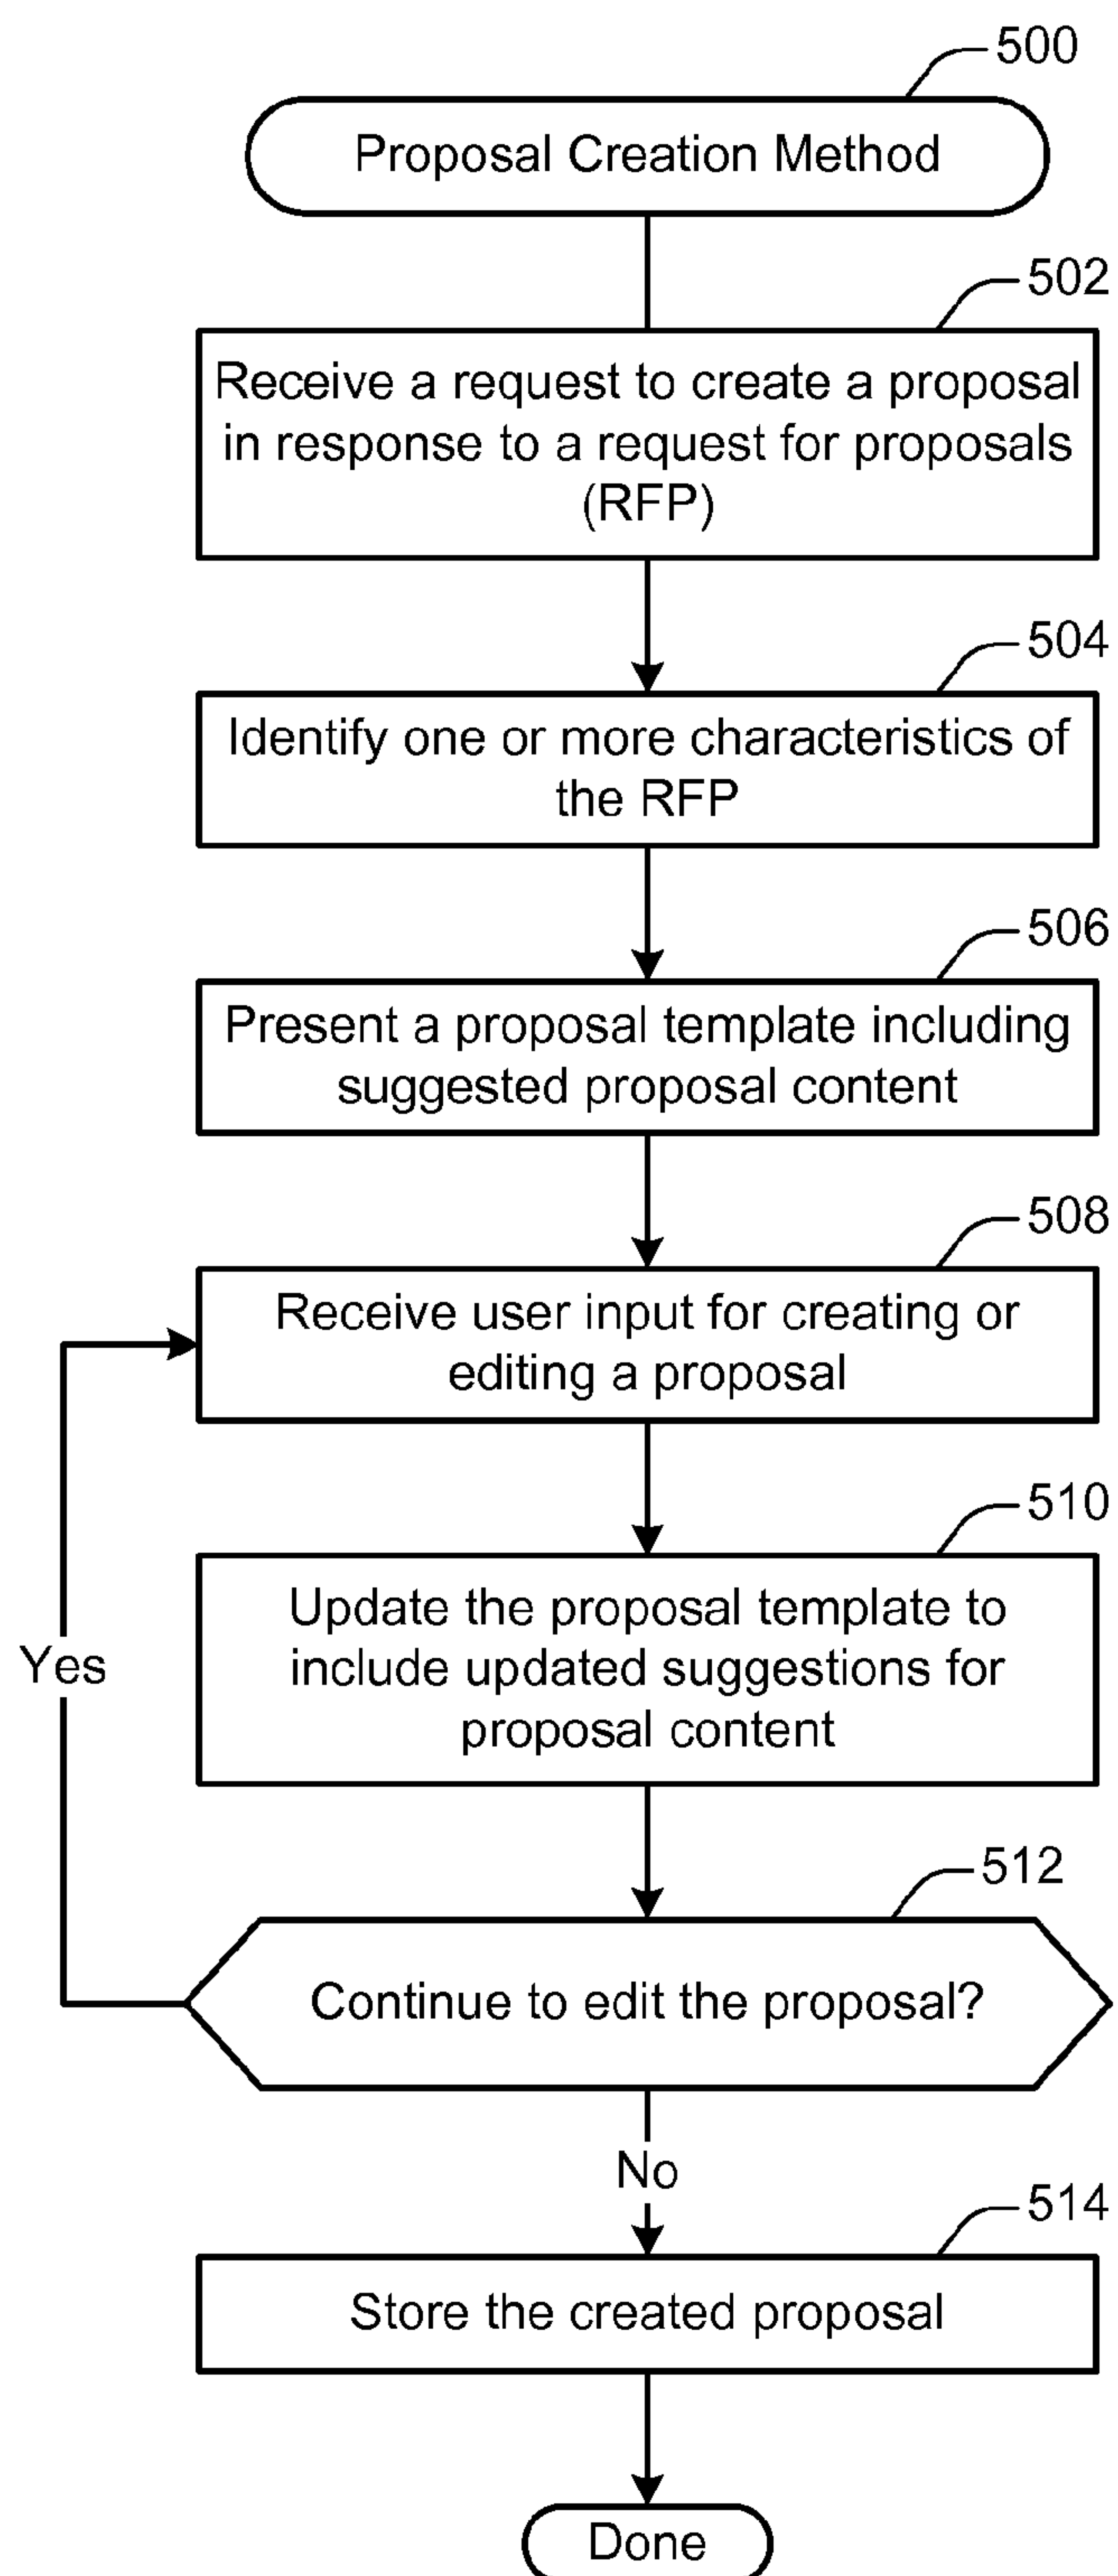 500
Proposal Creation Method
502
Receive a request to create a proposal
in response to a request for proposals
(RFP)
504
Identify one or more characteristics of
the RFP
506
Present a proposal template including
suggested proposal content
508
Receive user input for creating or
editing a proposal
510
Update the proposal template to
include updated suggestions for
proposal content
Yes
512
Continue to edit the proposal?
No
514
Store the created proposal
Done